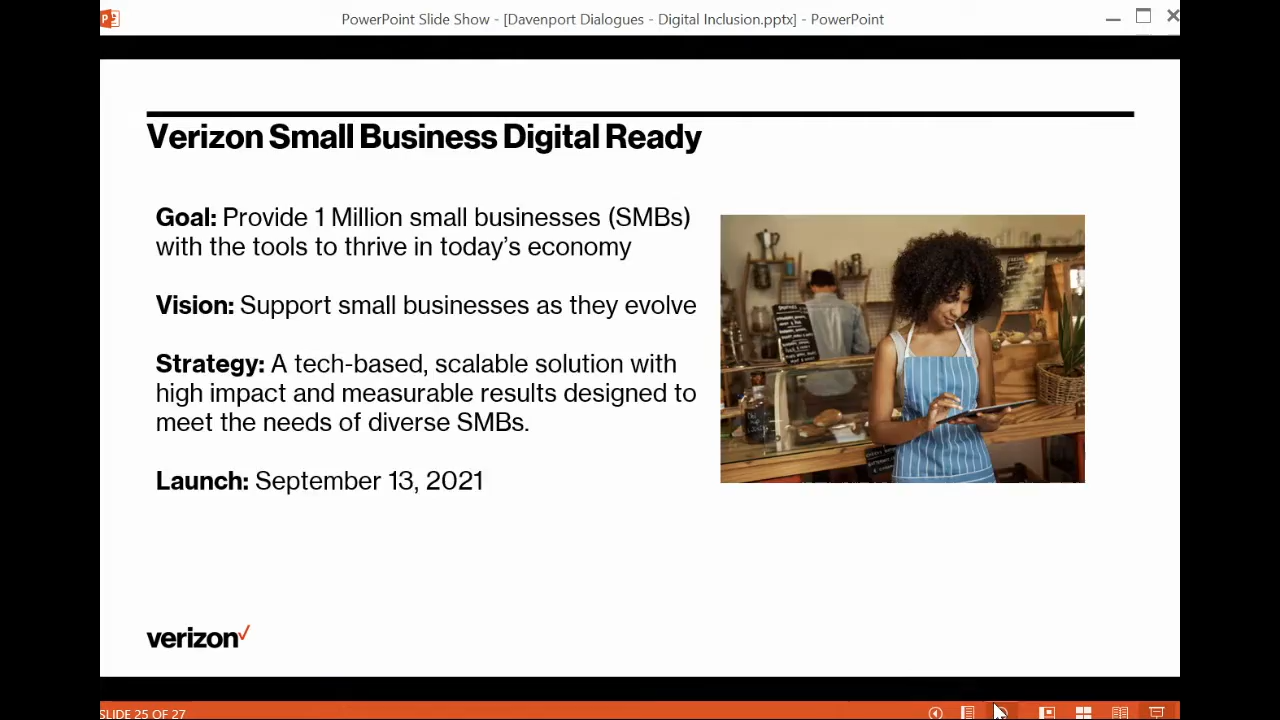 PowerPoint Slide Show - [Davenport Dialogues - Digital Inclusion.pptx] - PowerPoint
Verizon Small Business Digital Ready
Goal: Provide 1 Million small businesses (SMBs)
with the tools to thrive in today's economy
Vision: Support small businesses as they evolve
Strategy: A tech-based, scalable solution with
high impact and measurable results designed to
meet the needs of diverse SMBs.
Launch: September 13, 2021
verizon✓
SLIDE 25 OF 27